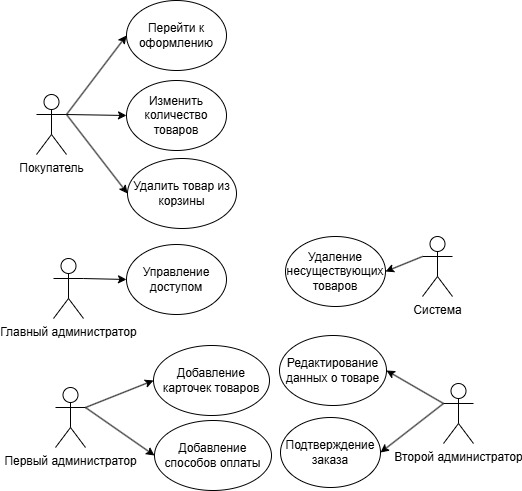 Перейти к
оформлению
Изменить
количество
товаров
Покупатель
Удалить товар из
корзины
Управление
доступом
Главный администратор
Удаление
несуществующих
товаров
Система
Добавление
карточек товаров
Редактирование
данных о товаре
Первый администратор
Добавление
способов оплаты
Подтверждение
заказа
Второй администратор